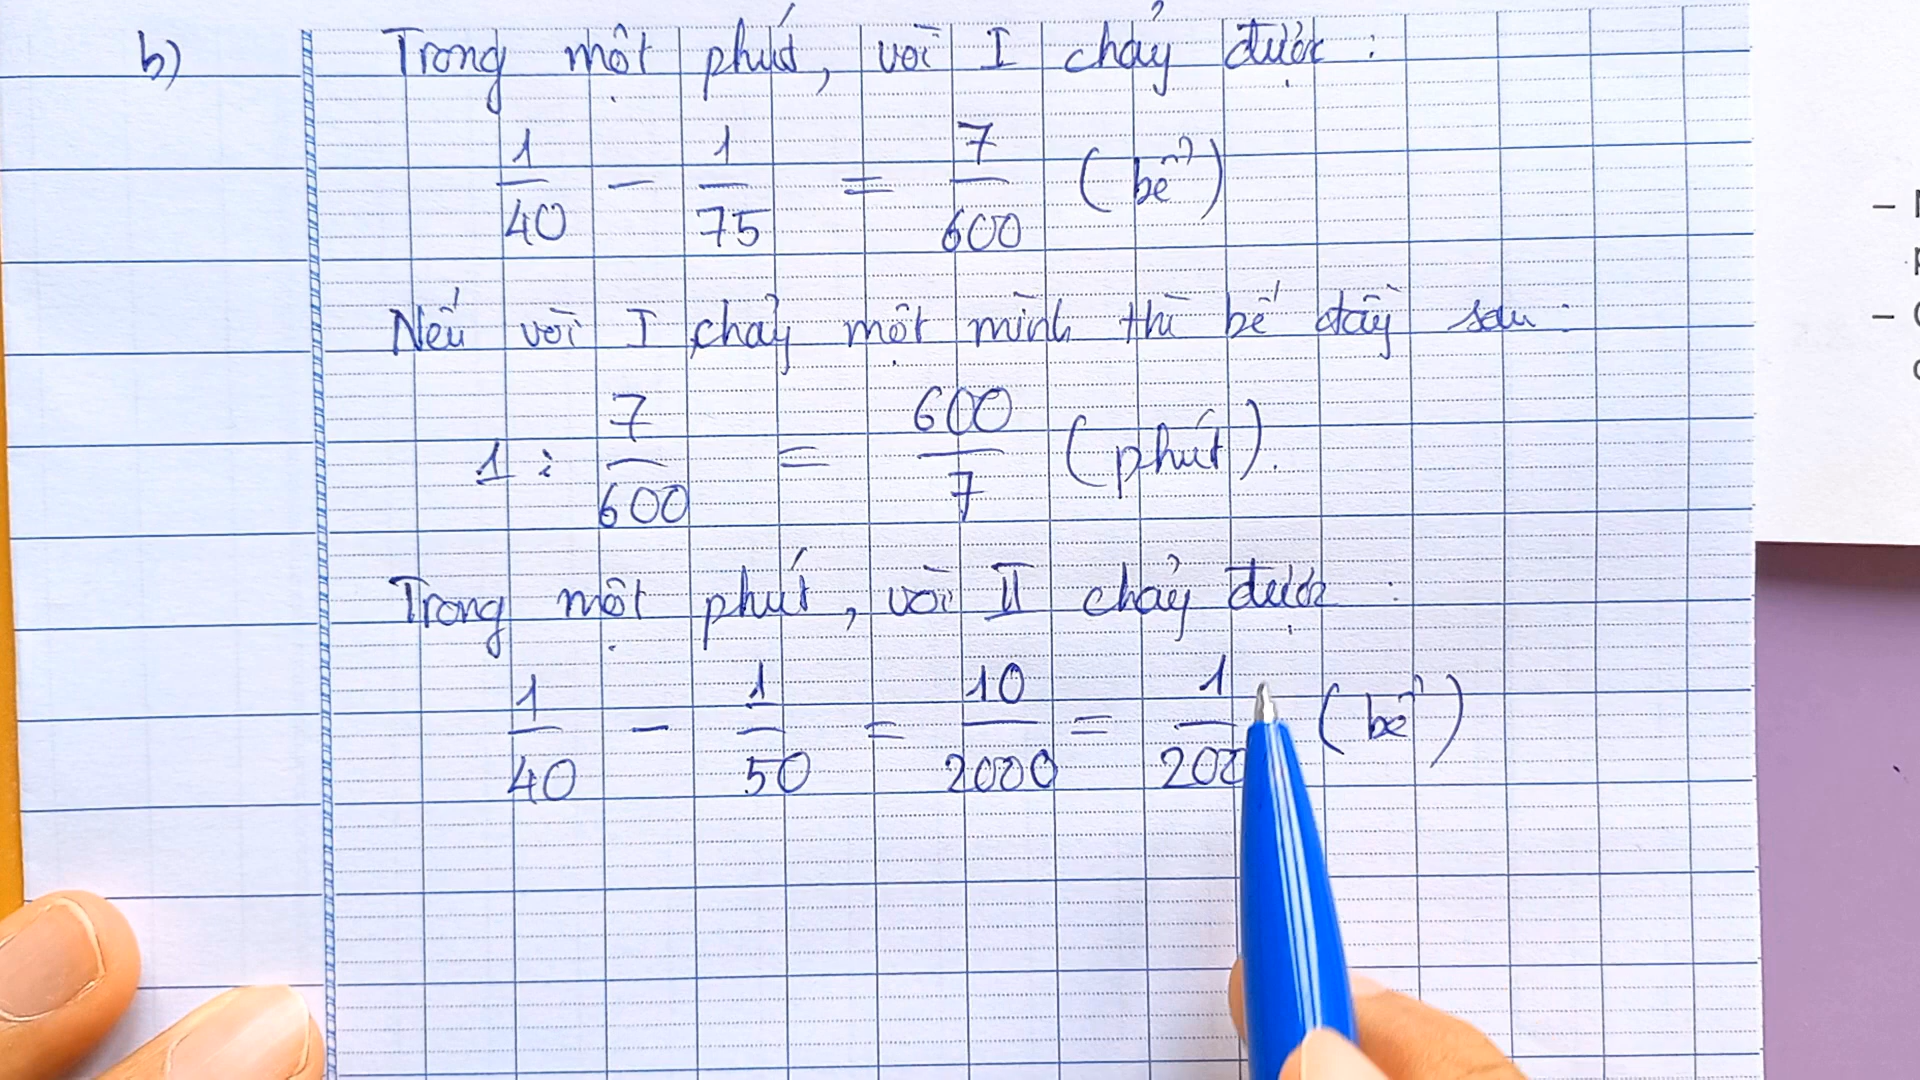 b) Trong một phút, vòi I chảy được :
1/40 - 1/75 = 7/600 (bể)
Nếu vòi I chảy một mình thì bể đầy sau :
1 : 7/600 = 600/7 (phút).
Trong một phút, vòi II chảy được :
1/40 - 1/50 = 10/2000 = 1/200 (bể)